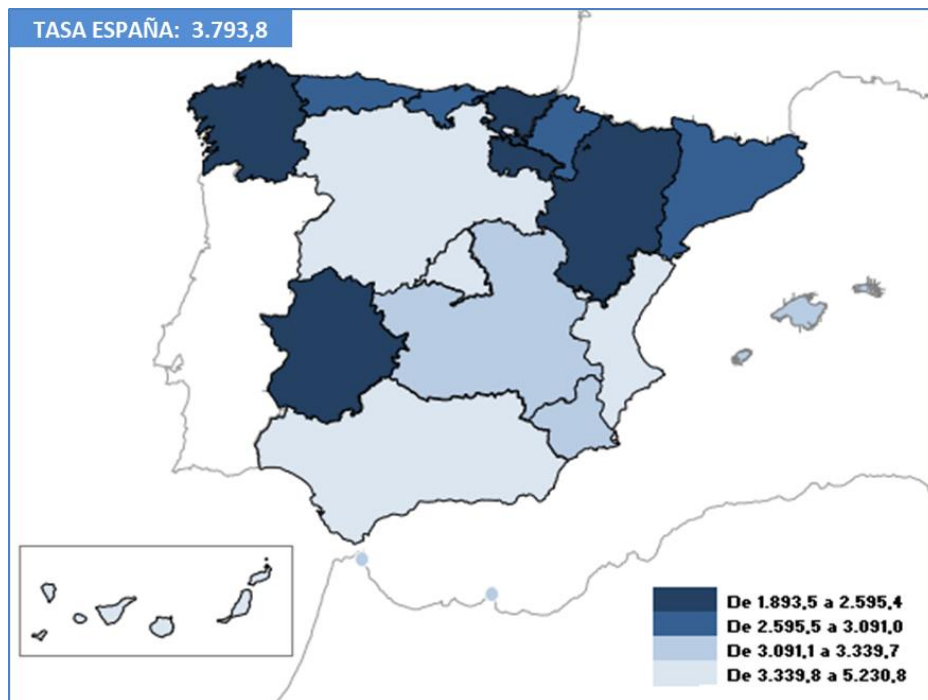 TASA ESPAÑA: 3.793,8
De 1.893,5 a 2.595,4
De 2.595,5 a 3.091,0
De 3.091,1 a 3.339,7
De 3.339,8 a 5.230,8